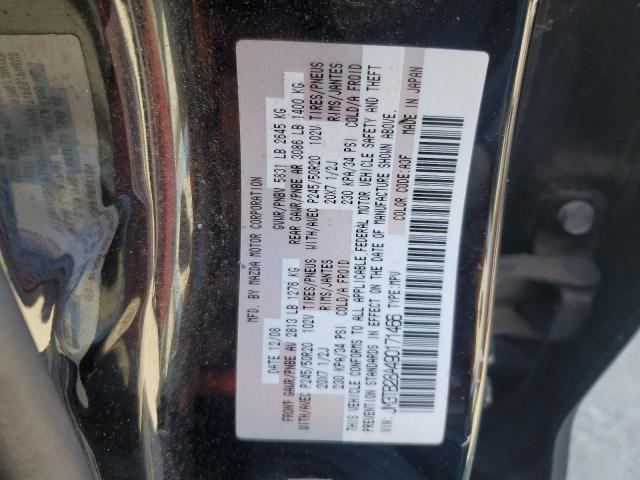 MFD. BY MAZDA MOTOR CORPORATION
DATE 12/08 GVWR/PNBV 5831 LB 2645 KG
FRONT GAWR/PNBE AV 2813 LB 1276 KG REAR GAWR/PNBE AR 3086 LB 1400 KG
WITH/AVEC P245/50R20 102V TIRES/PNEUS WITH/AVEC P245/50R20 102V TIRES/PNEUS
20X7 1/2J RIMS/JANTES 20X7 1/2J RIMS/JANTES
230 KPA/34 PSI COLD/A FROID 230 KPA/34 PSI COLD/A FROID
THIS VEHICLE CONFORMS TO ALL APPLICABLE FEDERAL MOTOR VEHICLE SAFETY AND THEFT
PREVENTION STANDARDS IN EFFECT ON THE DATE OF MANUFACTURE SHOWN ABOVE.
VIN: TYPE:MPV COLOR CODE:A3F MADE IN JAPAN